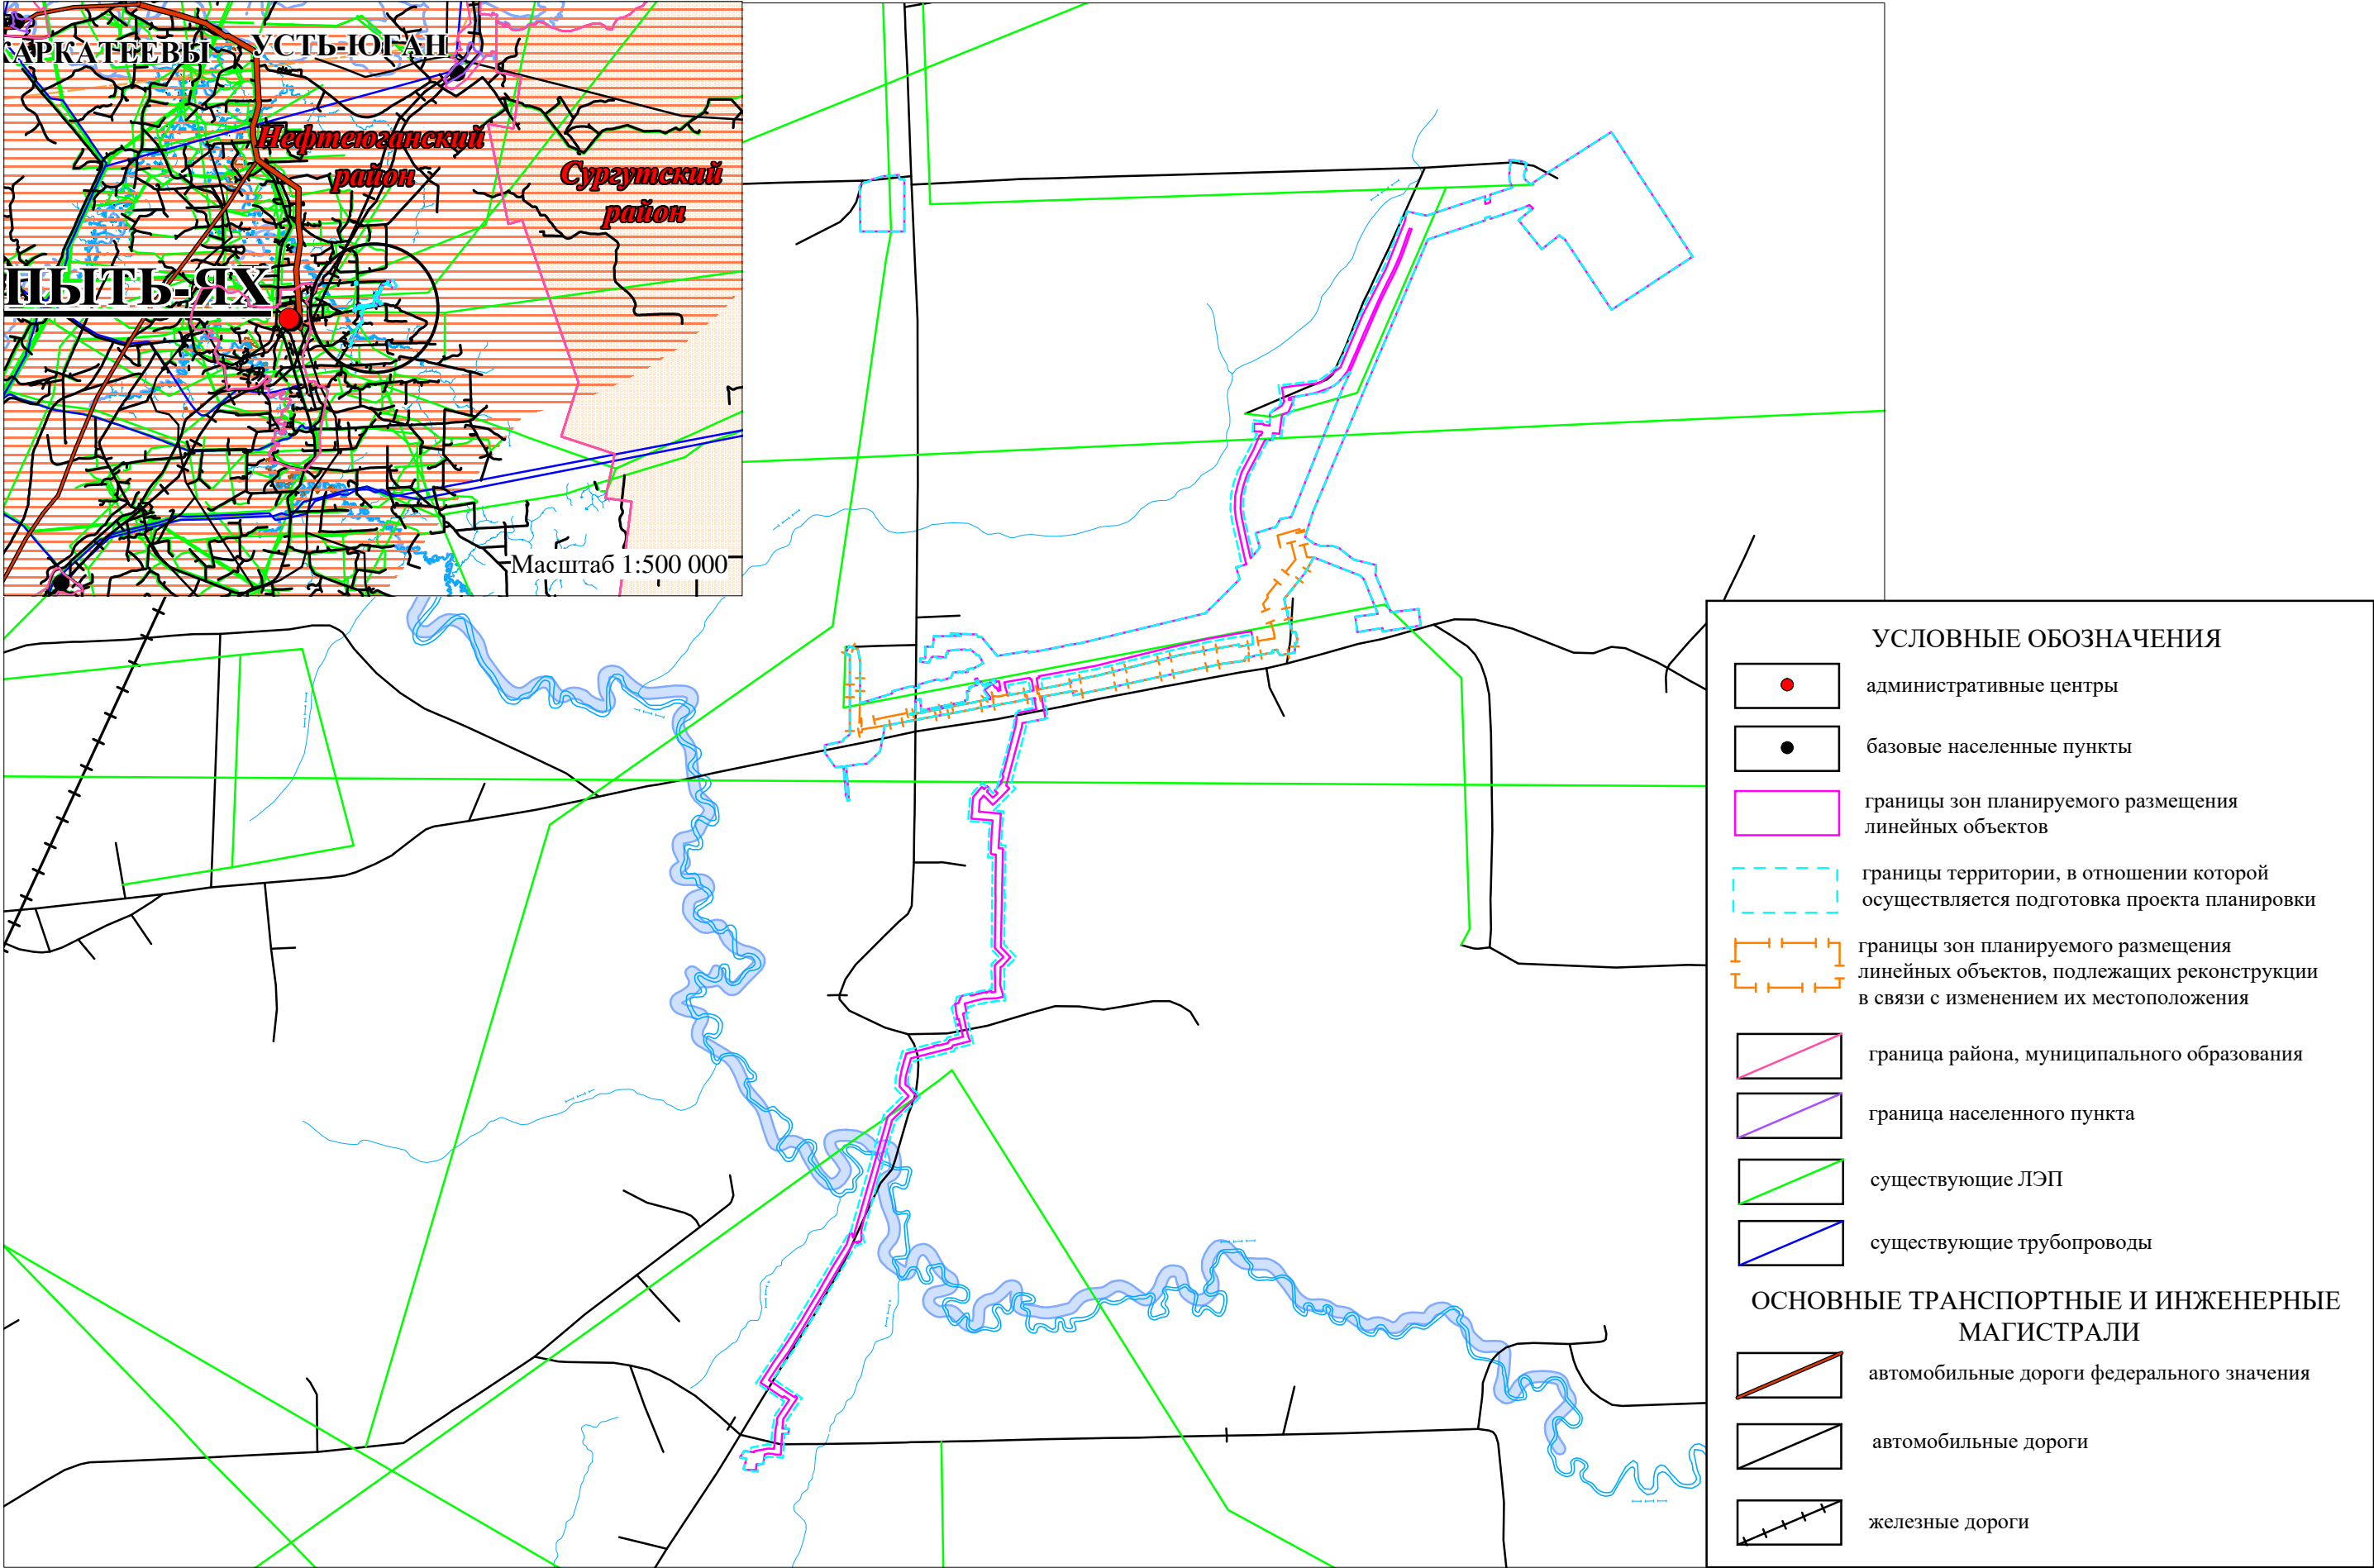 КАРКАТЕЕВЫ
УСТЬ-ЮГАН
Нефтеюганский
район
Сургутский
район
ПЫТЬ-ЯХ
Масштаб 1:500 000
УСЛОВНЫЕ ОБОЗНАЧЕНИЯ
административные центры
базовые населенные пункты
границы зон планируемого размещения
линейных объектов
границы территории, в отношении которой
осуществляется подготовка проекта планировки
границы зон планируемого размещения
линейных объектов, подлежащих реконструкции
в связи с изменением их местоположения
граница района, муниципального образования
граница населенного пункта
существующие ЛЭП
существующие трубопроводы
ОСНОВНЫЕ ТРАНСПОРТНЫЕ И ИНЖЕНЕРНЫЕ
МАГИСТРАЛИ
автомобильные дороги федерального значения
автомобильные дороги
железные дороги